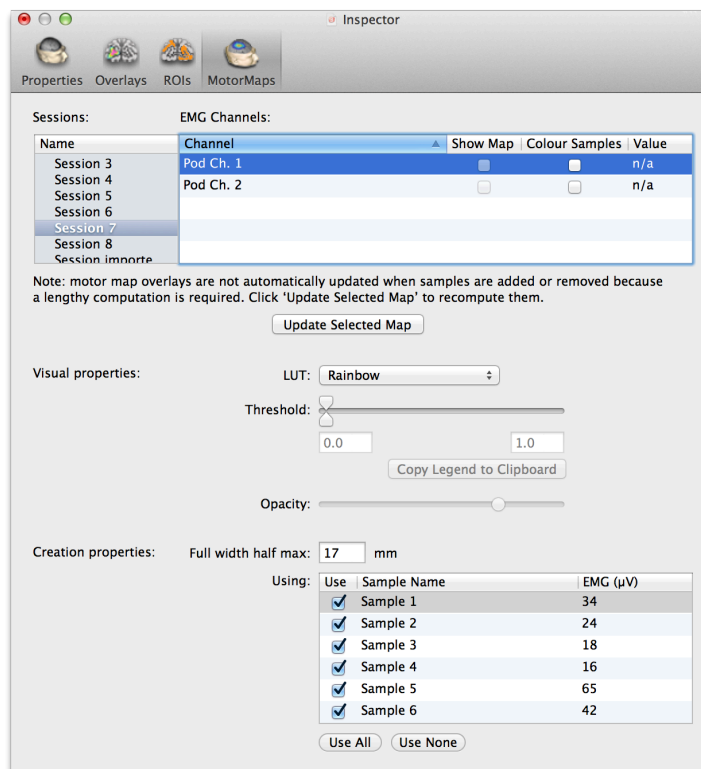 Inspector
Properties Overlays ROIs MotorMaps
Sessions: EMG Channels:
Name Channel Show Map Colour Samples Value
Session 3 Pod Ch. 1 n/a
Session 4 Pod Ch. 2 n/a
Session 5
Session 6
Session 7
Session 8
Session importe
Note: motor map overlays are not automatically updated when samples are added or removed because
a lengthy computation is required. Click ‘Update Selected Map’ to recompute them.
Update Selected Map
Visual properties: LUT: Rainbow
Threshold:
0.0 1.0
Copy Legend to Clipboard
Opacity:
Creation properties: Full width half max: 17 mm
Using: Use Sample Name EMG (µV)
Sample 1 34
Sample 2 24
Sample 3 18
Sample 4 16
Sample 5 65
Sample 6 42
Use All Use None